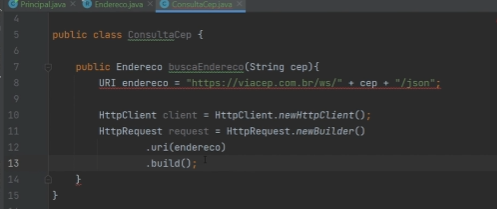 Principal.java × Endereco.java × ConsultaCep.java ×
4
5 public class ConsultaCep {
6
7 public Endereco buscaEndereco(String cep){
8 URI endereco = "https://viacep.com.br/ws/" + cep + "/json";
9
10 HttpClient client = HttpClient.newHttpClient();
11 HttpRequest request = HttpRequest.newBuilder()
12 .uri(endereco)
13 .build();
14 }
15 }